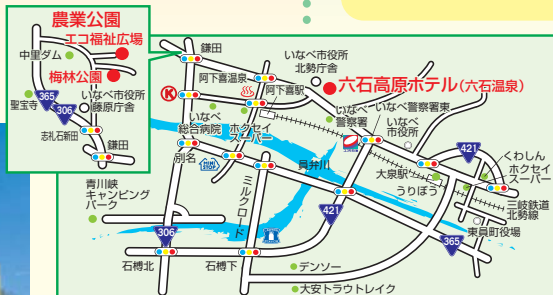 農業公園
エコ福祉広場
中里ダム
梅林公園
365
聖宝寺
306
いなべ市役所
藤原庁舎
志礼石新田
鎌田
鎌田
いなべ市役所
北勢庁舎
阿下喜温泉
阿下喜駅
六石高原ホテル(六石温泉)
K
いなべ
総合病院
ホクセイ
スーパー
いなべ
警察署
いなべ警察署東
いなべ
市役所
別名
MINI
STOP
員弁川
大泉駅
うりぼう
421
くわしん
ホクセイ
スーパー
三岐鉄道
北勢線
東員町役場
青川峡
キャンピング
パーク
ミルクロード
306
421
365
石榑北
石榑下
デンソー
大安トラウトレイク